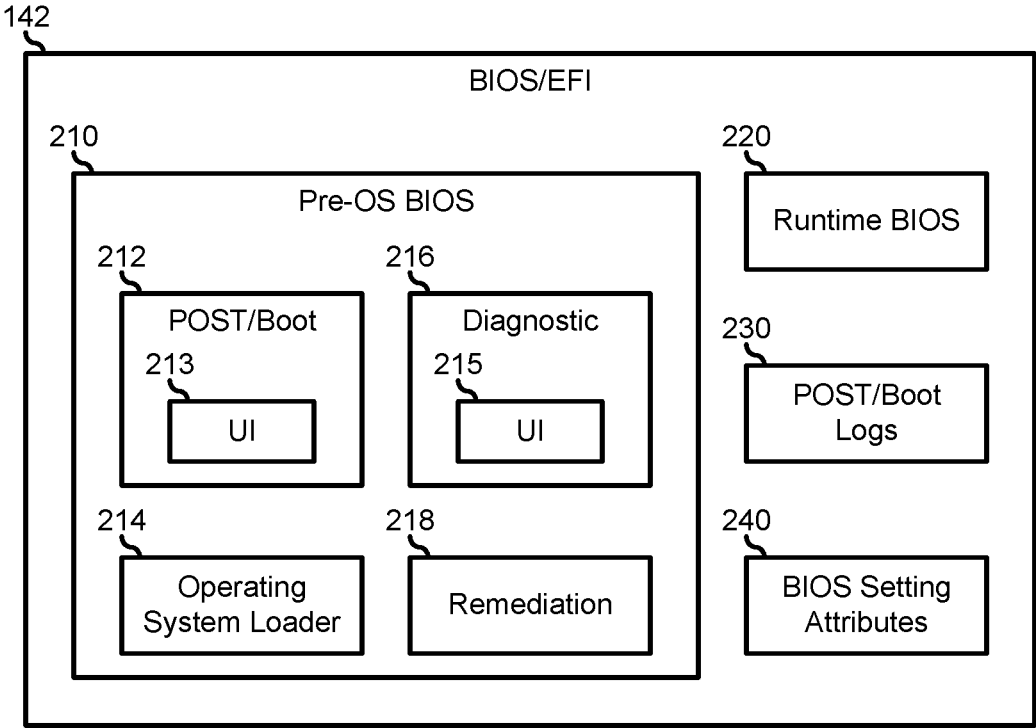 142
BIOS/EFI
210
220
Pre-OS BIOS
Runtime BIOS
212
216
POST/Boot
Diagnostic
230
213
215
POST/Boot
Logs
UI
UI
214
218
240
Operating
System Loader
Remediation
BIOS Setting
Attributes